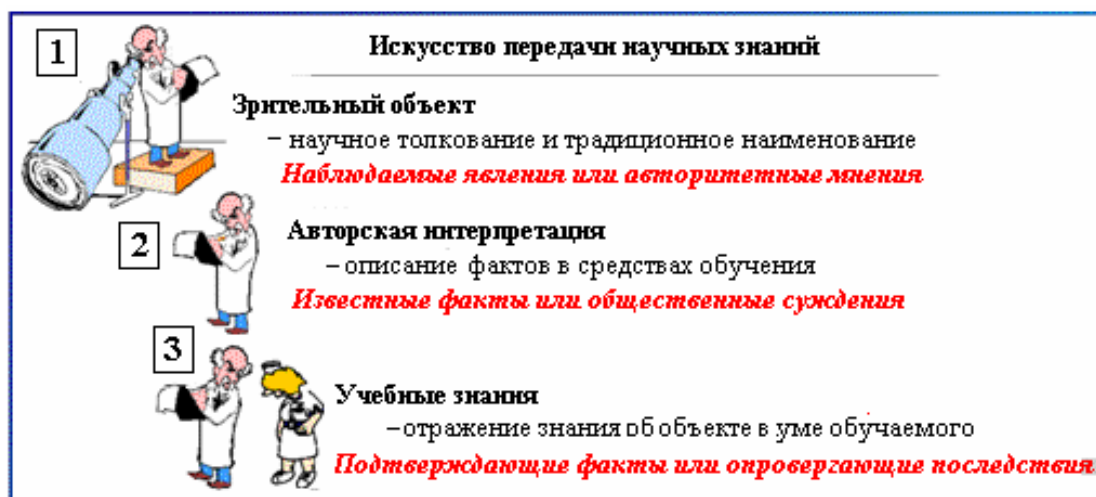 1
Искусство передачи научных знаний
Зрительный объект
– научное толкование и традиционное наименование
Наблюдаемые явления или авторитетные мнения
2
Авторская интерпретация
– описание фактов в средствах обучения
Известные факты или общественные суждения
3
Учебные знания
– отражение знания об объекте в уме обучаемого
Подтверждающие факты или опровергающие последствия